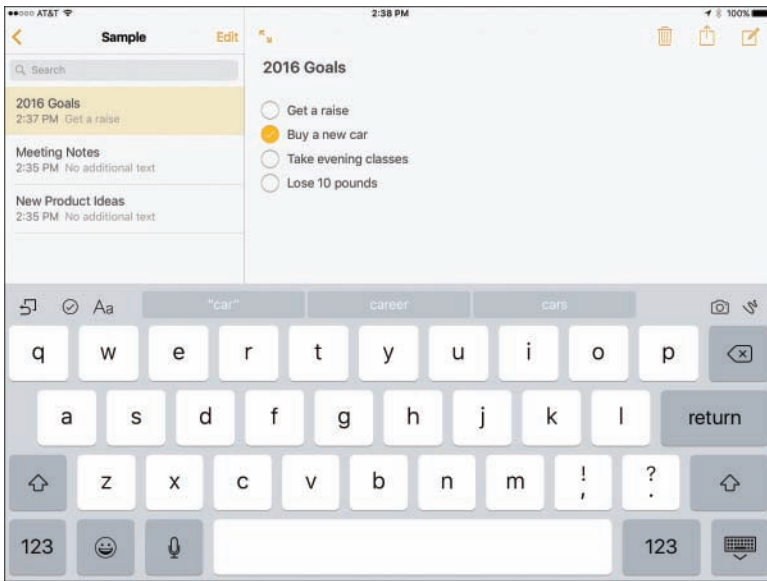 AT&T 2:38 PM 100%
Sample Edit
Search
2016 Goals
2:37 PM Get a raise
Meeting Notes
2:35 PM No additional text
New Product Ideas
2:35 PM No additional text
2016 Goals
Get a raise
Buy a new car
Take evening classes
Lose 10 pounds
Aa "car" career cars
q w e r t y u i o p
a s d f g h j k l return
z x c v b n m ! , ? .
123 123